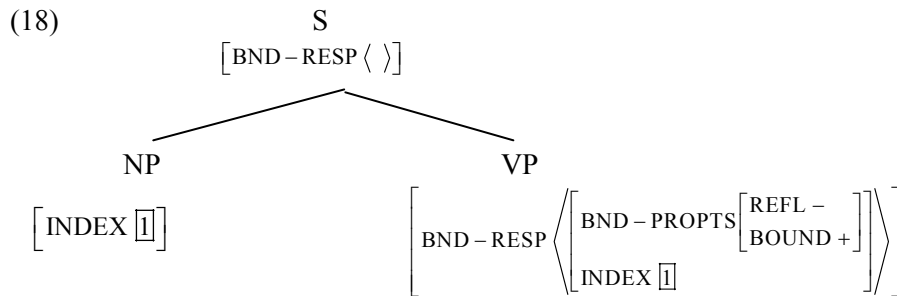 (18) S
[BND – RESP ⟨ ⟩]
NP VP
[INDEX [1]] [BND – RESP ⟨[BND – PROPTS [REFL –
BOUND +]
INDEX [1]]⟩]